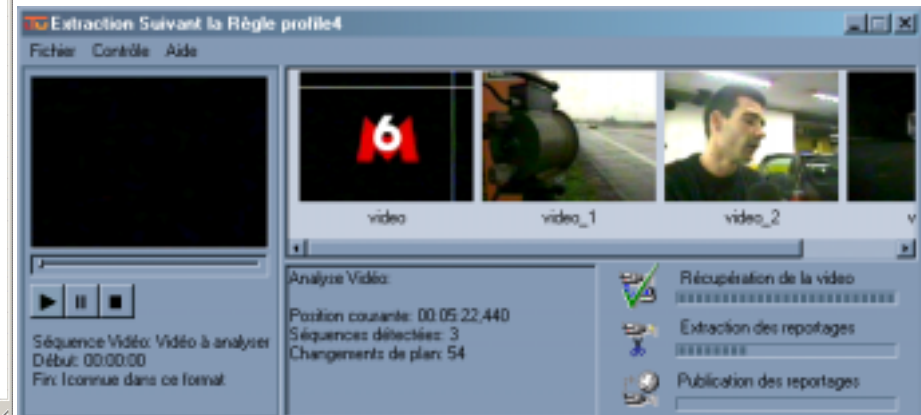 Extraction Suivant la Règle profile4
Fichier Contrôle Aide
M6
video video_1 video_2 v
Séquence Vidéo: Vidéo à analyser
Début: 00:00:00
Fin: Iconnue dans ce format
Analyse Vidéo:
Position courante: 00:05:22,440
Séquences détectées: 3
Changements de plan: 54
Récupération de la video
Extraction des reportages
Publication des reportages